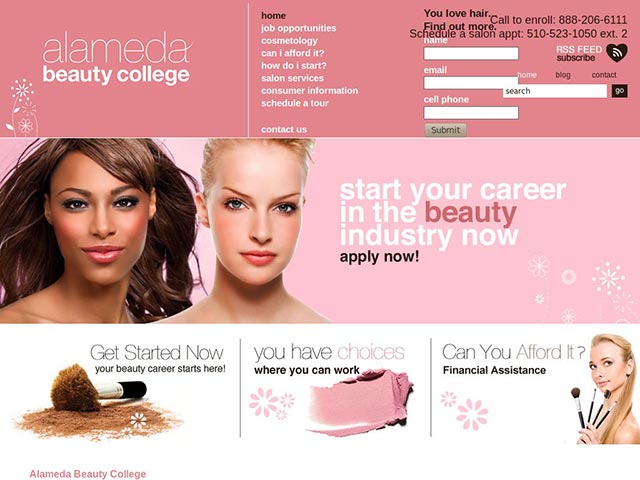 alameda
beauty college
home
job opportunities
cosmetology
can i afford it?
how do i start?
salon services
consumer information
schedule a tour
contact us
You love hair.
Find out more.
name
email
cell phone
Submit
Call to enroll: 888-206-6111
Schedule a salon appt: 510-523-1050 ext. 2
RSS FEED
subscribe
home blog contact
search go
start your career
in the beauty
industry now
apply now!
Get Started Now
your beauty career starts here!
you have choices
where you can work
Can You Afford It ?
Financial Assistance
Alameda Beauty College